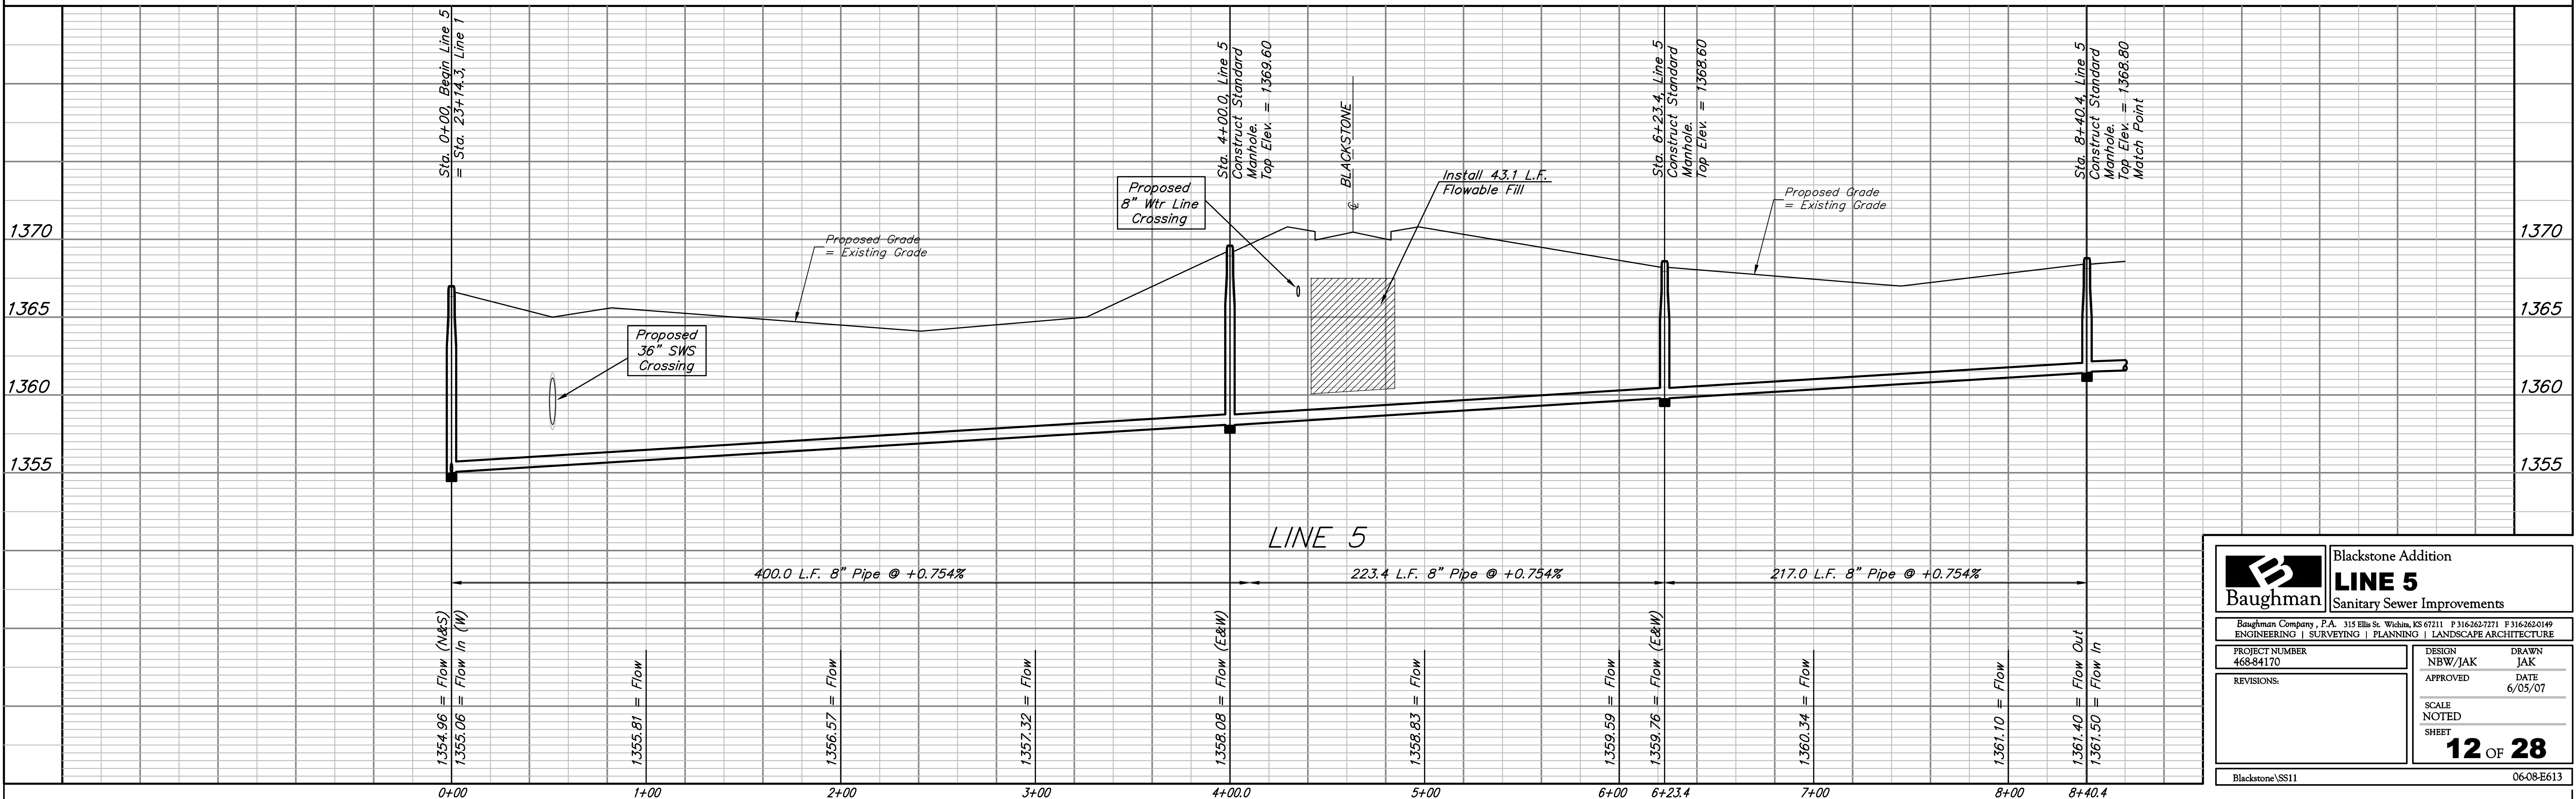 Sta. 0+00, Begin Line 5
= Sta. 23+14.3, Line 1
Sta. 4+00.0, Line 5
Construct Standard
Manhole.
Top Elev. = 1369.60
BLACKSTONE
℄
Sta. 6+23.4, Line 5
Construct Standard
Manhole.
Top Elev. = 1368.60
Sta. 8+40.4, Line 5
Construct Standard
Manhole.
Top Elev. = 1368.80
Match Point
Proposed
8" Wtr Line
Crossing
Install 43.1 L.F.
Flowable Fill
Proposed Grade
= Existing Grade
Proposed Grade
= Existing Grade
Proposed
36" SWS
Crossing
1370
1365
1360
1355
1370
1365
1360
1355
LINE 5
400.0 L.F. 8" Pipe @ +0.754%
223.4 L.F. 8" Pipe @ +0.754%
217.0 L.F. 8" Pipe @ +0.754%
1354.96 = Flow (N&S)
1355.06 = Flow In (W)
1355.81 = Flow
1356.57 = Flow
1357.32 = Flow
1358.08 = Flow (E&W)
1358.83 = Flow
1359.59 = Flow
1359.76 = Flow (E&W)
1360.34 = Flow
1361.10 = Flow
1361.40 = Flow Out
1361.50 = Flow In
0+00
1+00
2+00
3+00
4+00.0
5+00
6+00
6+23.4
7+00
8+00
8+40.4
B
Baughman
Blackstone Addition
LINE 5
Sanitary Sewer Improvements
Baughman Company, P.A. 315 Ellis St. Wichita, KS 67211 P 316-262-7271 F 316-262-0149
ENGINEERING | SURVEYING | PLANNING | LANDSCAPE ARCHITECTURE
PROJECT NUMBER
468-84170
REVISIONS:
DESIGN
NBW/JAK
DRAWN
JAK
APPROVED
DATE
6/05/07
SCALE
NOTED
SHEET
12 OF 28
Blackstone\SS11
06-08-E613